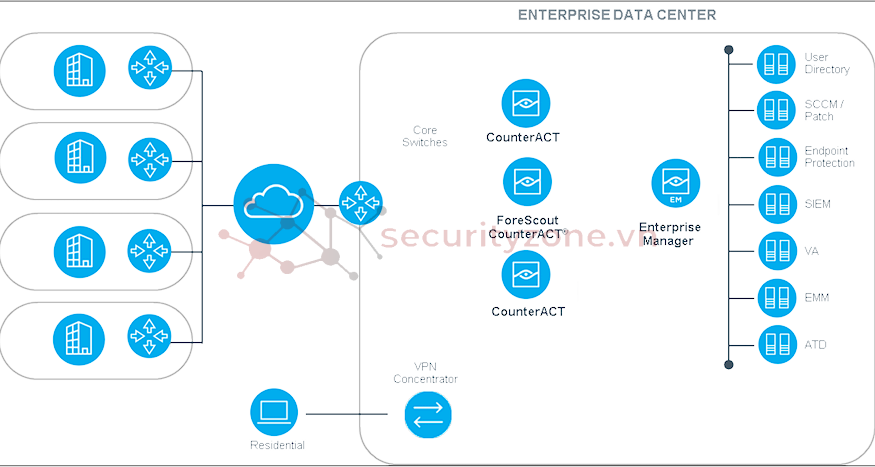 ENTERPRISE DATA CENTER
User
Directory
SCCM /
Patch
Endpoint
Protection
SIEM
VA
EMM
ATD
Core
Switches
CounterACT
ForeScout
CounterACT®
CounterACT
EM
Enterprise
Manager
securityzone.vn
VPN
Concentrator
Residential